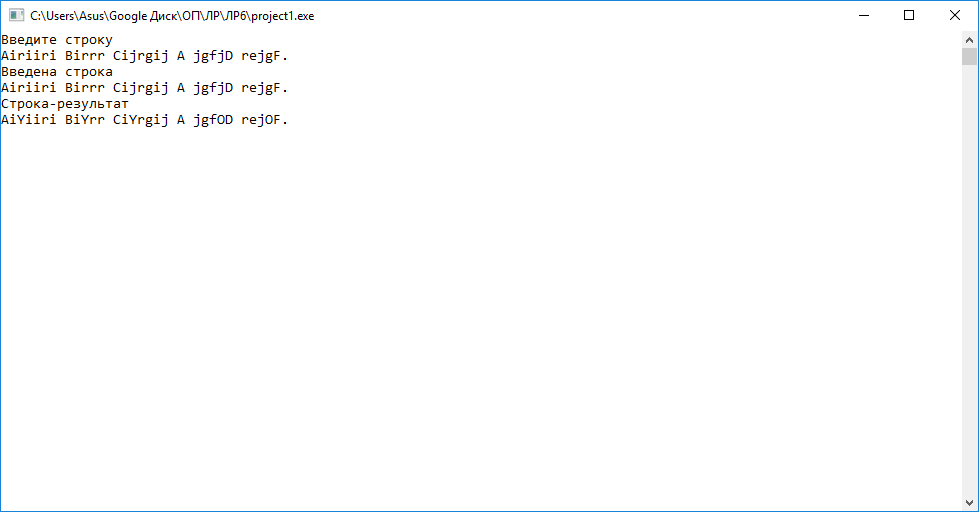 C:\Users\Asus\Google Диск\ОП\ЛР\ЛР6\project1.exe
Введите строку
Airiiri Birrr Cijrgij A jgfjD rejgF.
Введена строка
Airiiri Birrr Cijrgij A jgfjD rejgF.
Строка-результат
AiYiiri BiYrr CiYrgij A jgfOD rejOF.